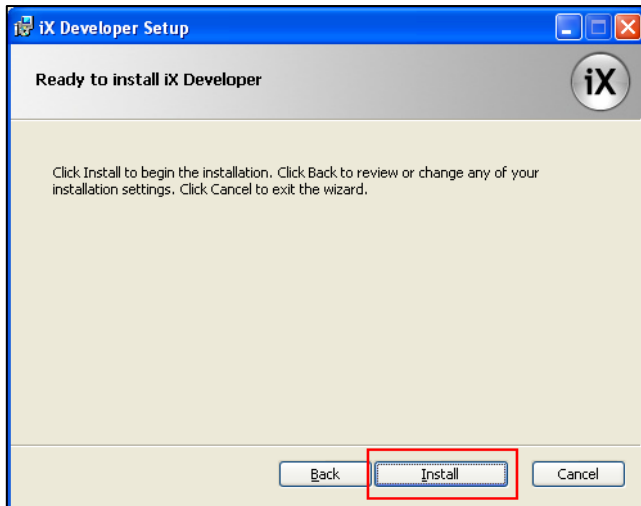 iX Developer Setup
Ready to install iX Developer
iX
Click Install to begin the installation. Click Back to review or change any of your
installation settings. Click Cancel to exit the wizard.
Back
Install
Cancel